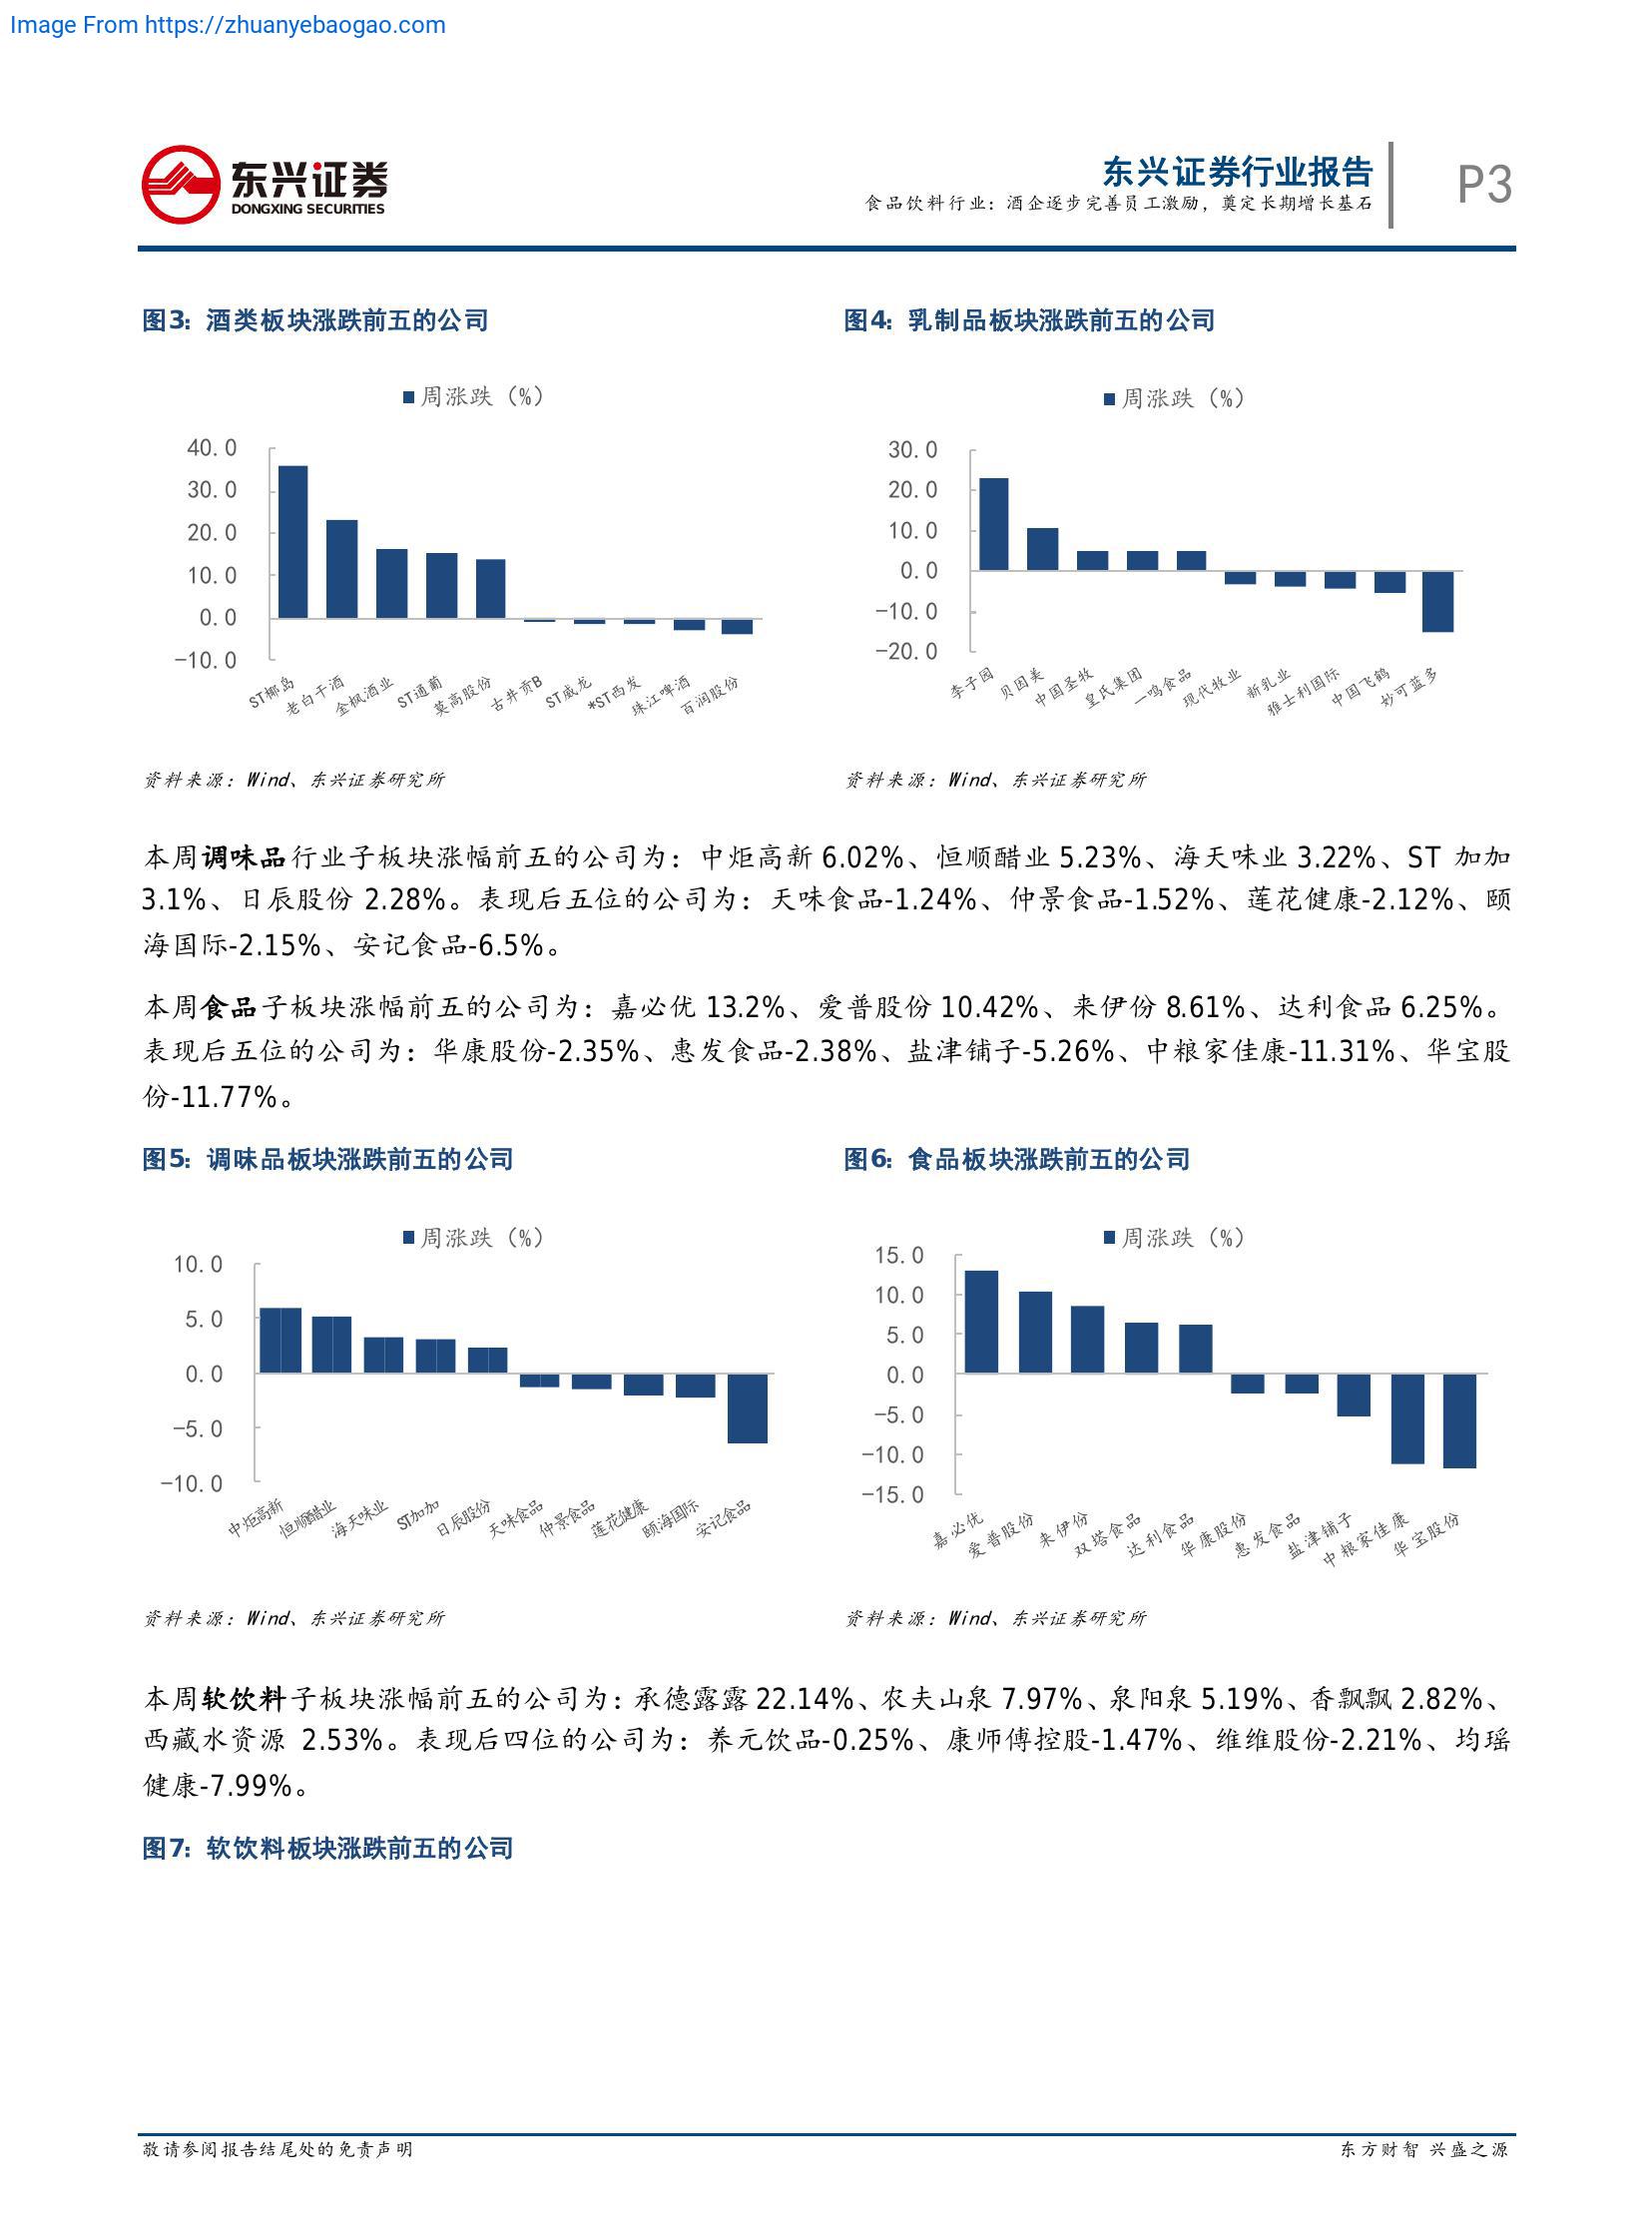 Image From https://zhuanyebaogao.com
东兴证券
DONGXING SECURITIES
东兴证券行业报告
食品饮料行业：酒企逐步完善员工激励，奠定长期增长基石
P3
图3：酒类板块涨跌前五的公司
周涨跌（%）
40.0
30.0
20.0
10.0
0.0
-10.0
ST椰岛
老白干酒
金枫酒业
ST通葡
莫高股份
古井贡B
ST威龙
*ST西发
珠江啤酒
百润股份
资料来源：Wind、东兴证券研究所
图4：乳制品板块涨跌前五的公司
周涨跌（%）
30.0
20.0
10.0
0.0
-10.0
-20.0
李子园
贝因美
中国圣牧
皇氏集团
一鸣食品
现代牧业
新乳业
雅士利国际
中国飞鹤
妙可蓝多
资料来源：Wind、东兴证券研究所
本周调味品行业子板块涨幅前五的公司为：中炬高新 6.02%、恒顺醋业 5.23%、海天味业 3.22%、ST 加加
3.1%、日辰股份 2.28%。表现后五位的公司为：天味食品-1.24%、仲景食品-1.52%、莲花健康-2.12%、颐
海国际-2.15%、安记食品-6.5%。
本周食品子板块涨幅前五的公司为：嘉必优 13.2%、爱普股份 10.42%、来伊份 8.61%、达利食品 6.25%。
表现后五位的公司为：华康股份-2.35%、惠发食品-2.38%、盐津铺子-5.26%、中粮家佳康-11.31%、华宝股
份-11.77%。
图5：调味品板块涨跌前五的公司
周涨跌（%）
10.0
5.0
0.0
-5.0
-10.0
中炬高新
恒顺醋业
海天味业
ST加加
日辰股份
天味食品
仲景食品
莲花健康
颐海国际
安记食品
资料来源：Wind、东兴证券研究所
图6：食品板块涨跌前五的公司
周涨跌（%）
15.0
10.0
5.0
0.0
-5.0
-10.0
-15.0
嘉必优
爱普股份
来伊份
双塔食品
达利食品
华康股份
惠发食品
盐津铺子
中粮家佳康
华宝股份
资料来源：Wind、东兴证券研究所
本周软饮料子板块涨幅前五的公司为：承德露露 22.14%、农夫山泉 7.97%、泉阳泉 5.19%、香飘飘 2.82%、
西藏水资源 2.53%。表现后四位的公司为：养元饮品-0.25%、康师傅控股-1.47%、维维股份-2.21%、均瑶
健康-7.99%。
图7：软饮料板块涨跌前五的公司
敬请参阅报告结尾处的免责声明
东方财智 兴盛之源